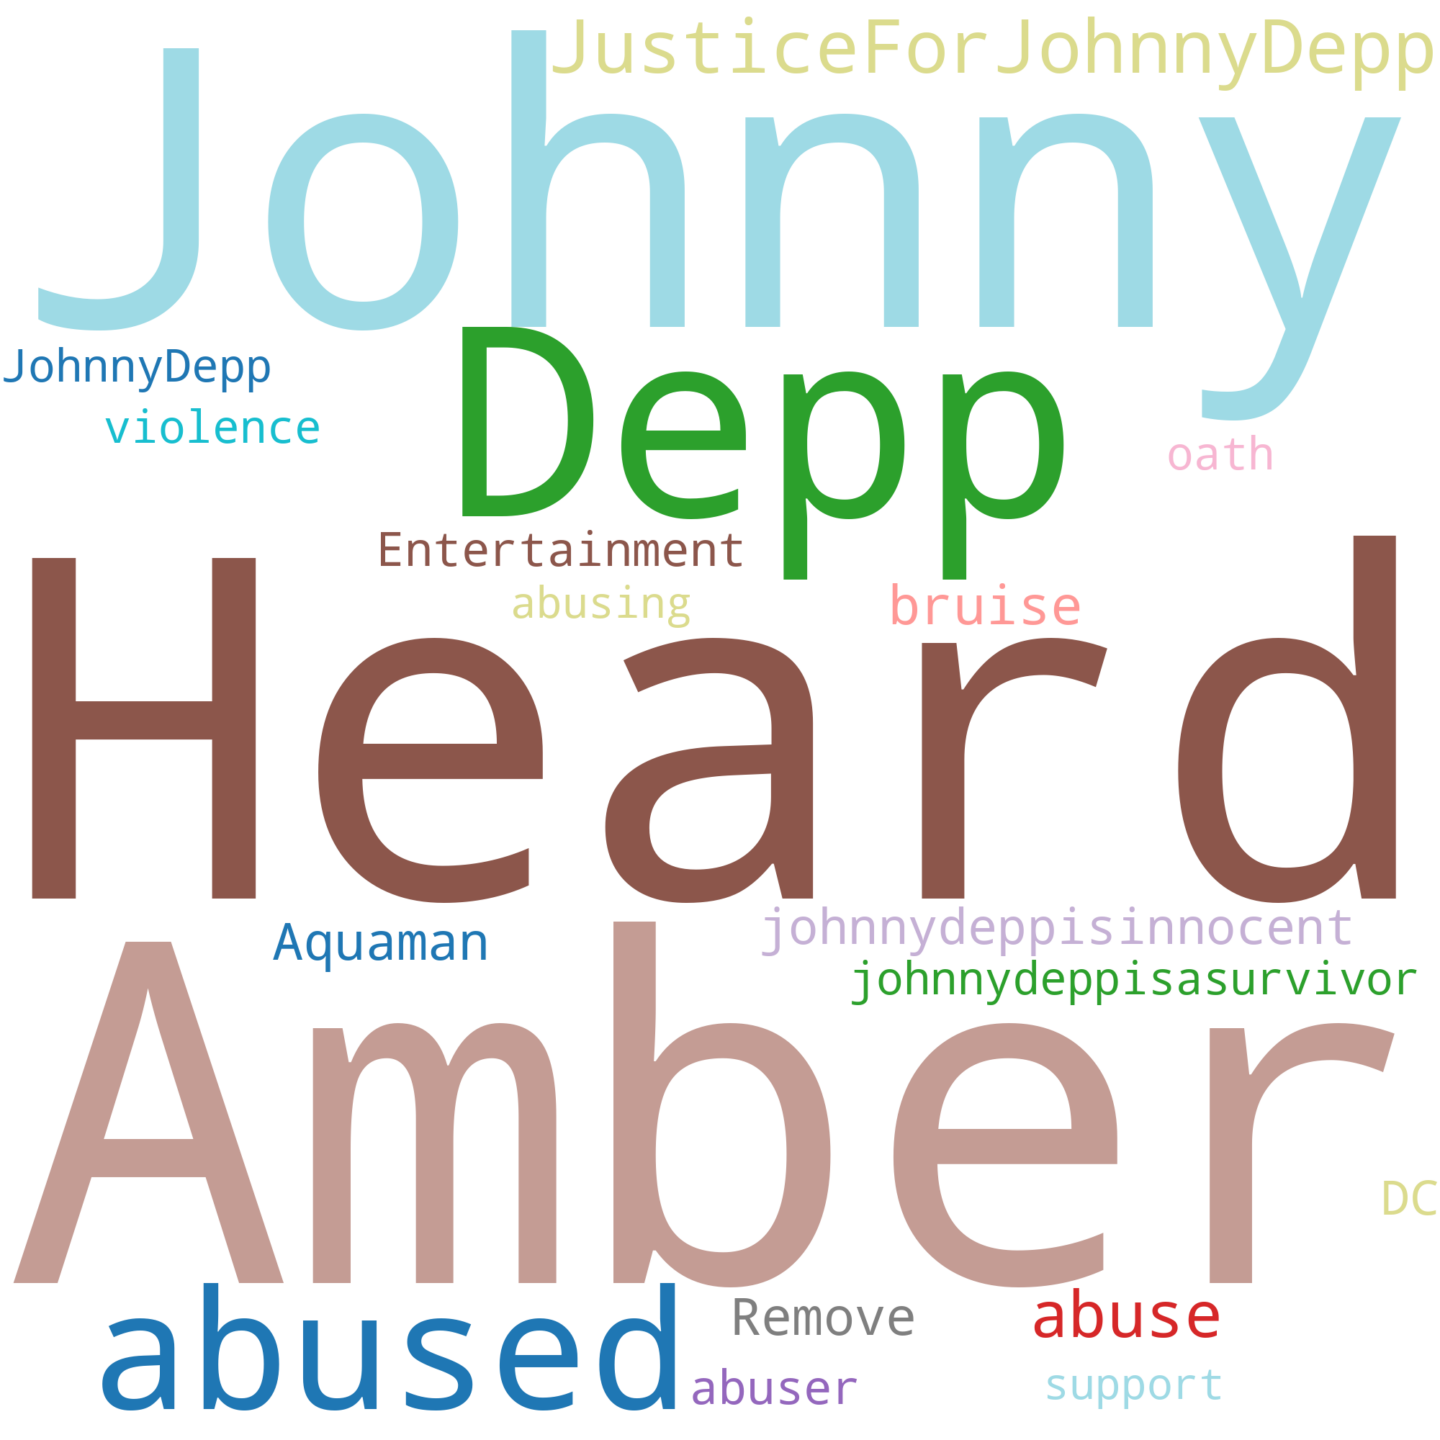 JusticeForJohnnyDepp
Johnny
JohnnyDepp
Depp
violence
oath
Entertainment
abusing
bruise
Heard
Aquaman
johnnydeppisinnocent
johnnydeppisasurvivor
Amber
DC
abused
Remove
abuse
abuser
support